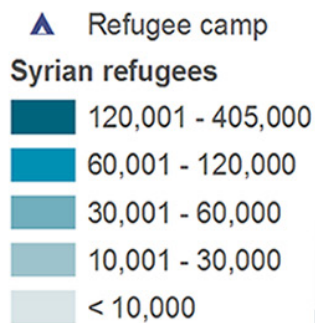 Refugee camp
Syrian refugees
120,001 - 405,000
60,001 - 120,000
30,001 - 60,000
10,001 - 30,000
< 10,000